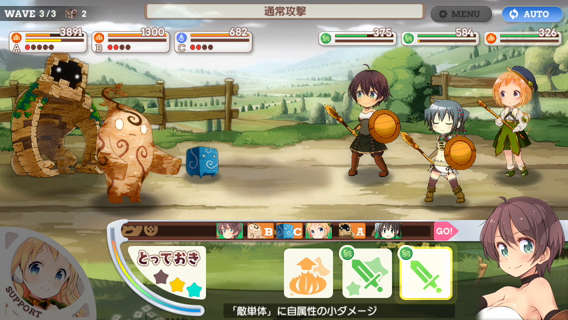 WAVE 3/3 2
通常攻撃
MENU
AUTO
3891
A
1300
B
682
C
375
584
326
B C A GO!
とっておき
SUPPORT
「敵単体」に自属性の小ダメージ